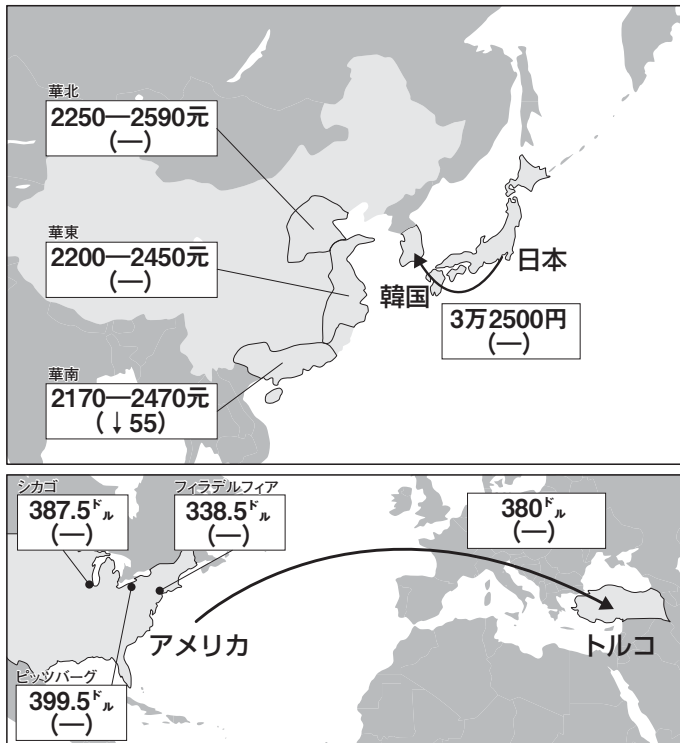 華北
2250―2590元
(―)
華東
2200―2450元
(―)
華南
2170―2470元
(↓55)
日本
韓国
3万2500円
(―)
シカゴ
387.5ドル
(―)
フィラデルフィア
338.5ドル
(―)
380ドル
(―)
アメリカ
トルコ
ピッツバーグ
399.5ドル
(―)